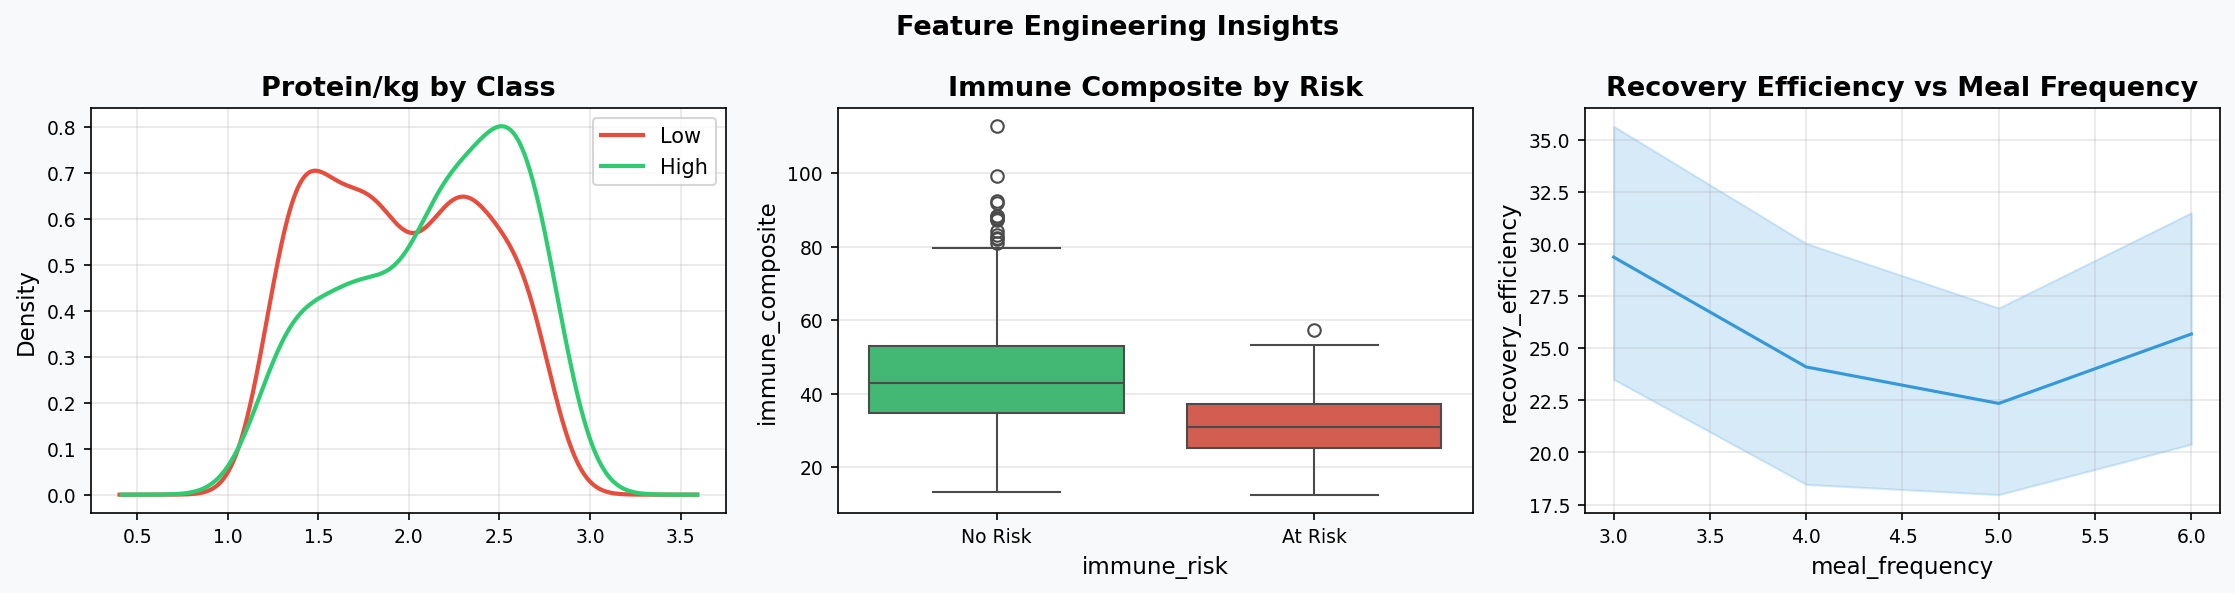 Feature Engineering Insights
Protein/kg by Class
Density
0.8
0.7
0.6
0.5
0.4
0.3
0.2
0.1
0.0
0.5 1.0 1.5 2.0 2.5 3.0 3.5
Low
High
Immune Composite by Risk
immune_composite
100
80
60
40
20
No Risk At Risk
immune_risk
Recovery Efficiency vs Meal Frequency
recovery_efficiency
35.0
32.5
30.0
27.5
25.0
22.5
20.0
17.5
3.0 3.5 4.0 4.5 5.0 5.5 6.0
meal_frequency